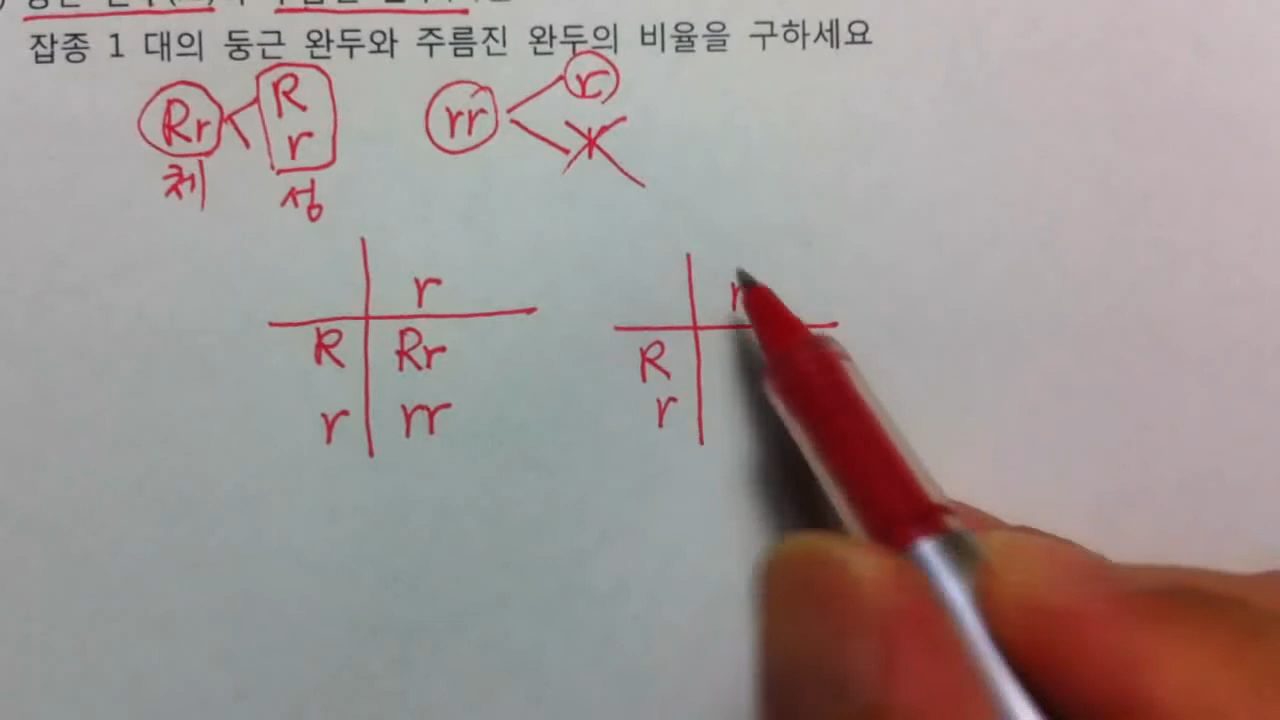 잡종 1 대의 둥근 완두와 주름진 완두의 비율을 구하세요
Rr R r rr r
체 성
r
R Rr
r rr
R
r